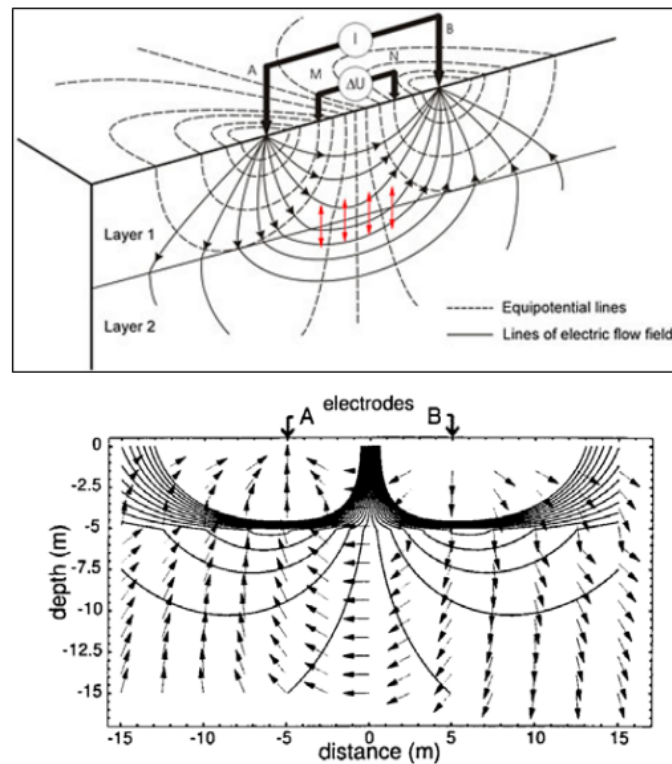 I
B
A
M
N
ΔU
Layer 1
Layer 2
Equipotential lines
Lines of electric flow field
electrodes
A B
0
-2.5
-5
-7.5
-10
-12.5
-15
depth (m)
-15 -10 -5 0 5 10 15
distance (m)